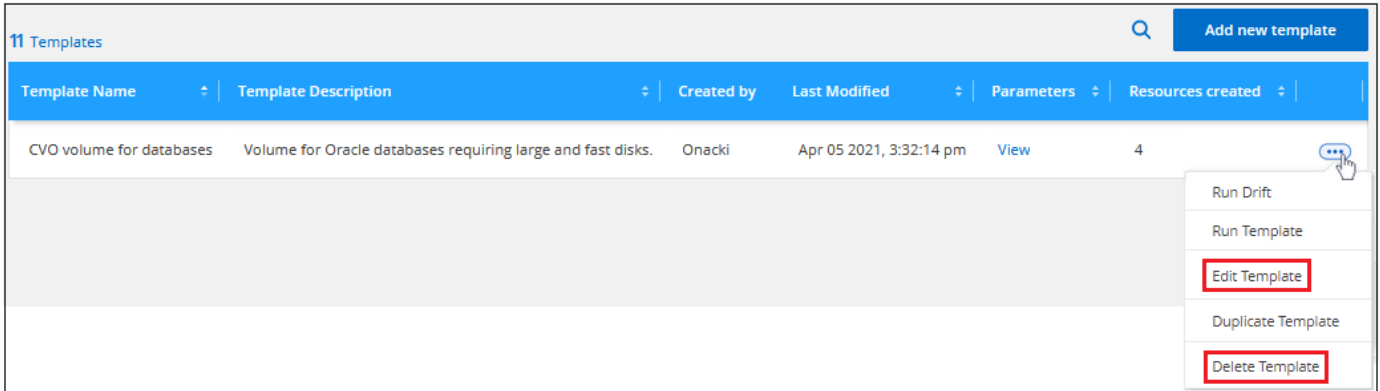 11 Templates
Add new template
Template Name Template Description Created by Last Modified Parameters Resources created
CVO volume for databases Volume for Oracle databases requiring large and fast disks. Onacki Apr 05 2021, 3:32:14 pm View 4
Run Drift
Run Template
Edit Template
Duplicate Template
Delete Template